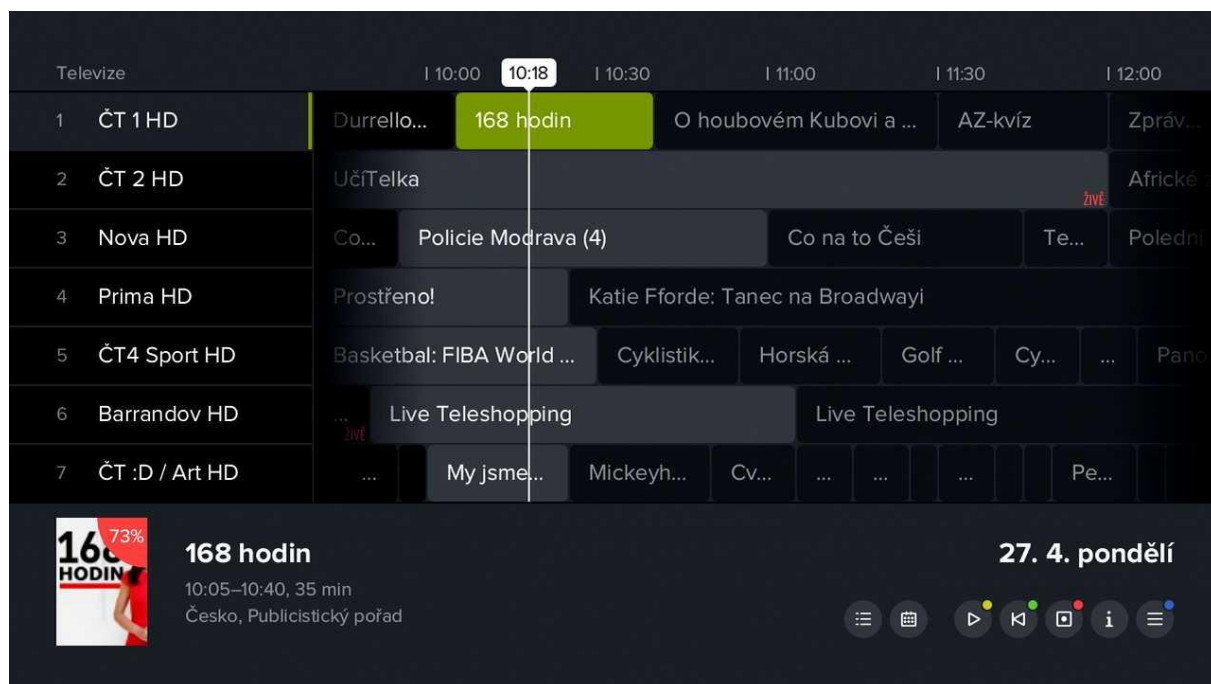 Televize | 10:00 10:18 | 10:30 | 11:00 | 11:30 | 12:00
1 ČT 1 HD Durrello... 168 hodin O houbovém Kubovi a ... AZ-kvíz Zpráv...
2 ČT 2 HD UčíTelka ŽIVĚ Africké
3 Nova HD Co... Policie Modrava (4) Co na to Češi Te... Polední
4 Prima HD Prostřeno! Katie Fforde: Tanec na Broadwayi
5 ČT4 Sport HD Basketbal: FIBA World ... Cyklistik... Horská ... Golf ... Cy... ... Pano
6 Barrandov HD ... ŽIVĚ Live Teleshopping Live Teleshopping
7 ČT :D / Art HD ... My jsme... Mickeyh... Cv... ... ... ... Pe...
168 HODIN 73%
168 hodin
27. 4. pondělí
10:05–10:40, 35 min
Česko, Publicistický pořad